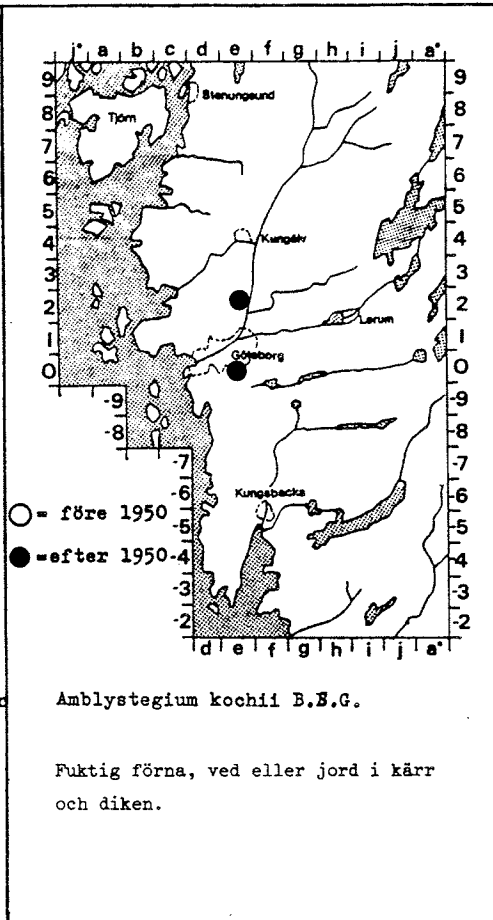 j° a b c d e f g h i j a°
9 9
Stenungsund
8 8
Tjörn
7 7
6 6
5 5
4 Kungälv 4
3 3
2 2
Lerum
1 1
Göteborg
0 0
-9 -9
-8 -8
-7 -7
Kungsbacka
-6 -6
○ = före 1950
-5 -5
● =efter 1950 -4 -4
-3 -3
-2 -2
d e f g h i j a°
Amblystegium kochii B.S.G.
Fuktig förna, ved eller jord i kärr
och diken.